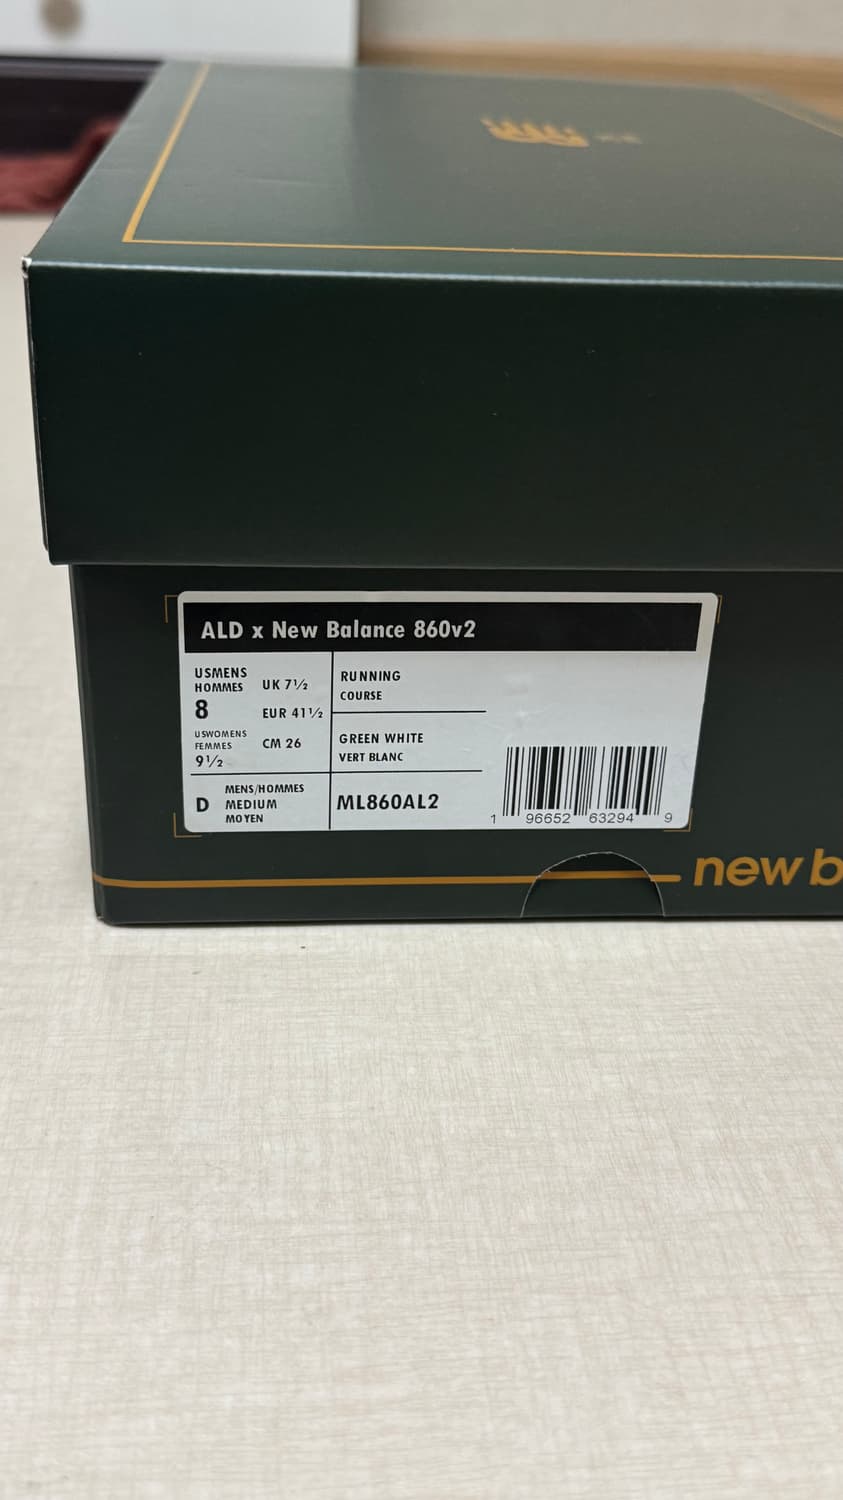 ALD x New Balance 860v2
USMENS
HOMMES
8
USWOMENS
FEMMES
9½
UK 7½
EUR 41½
CM 26
RUNNING
COURSE
GREEN WHITE
VERT BLANC
D
MENS/HOMMES
MEDIUM
MOYEN
ML860AL2
1 96652 63294 9
new b